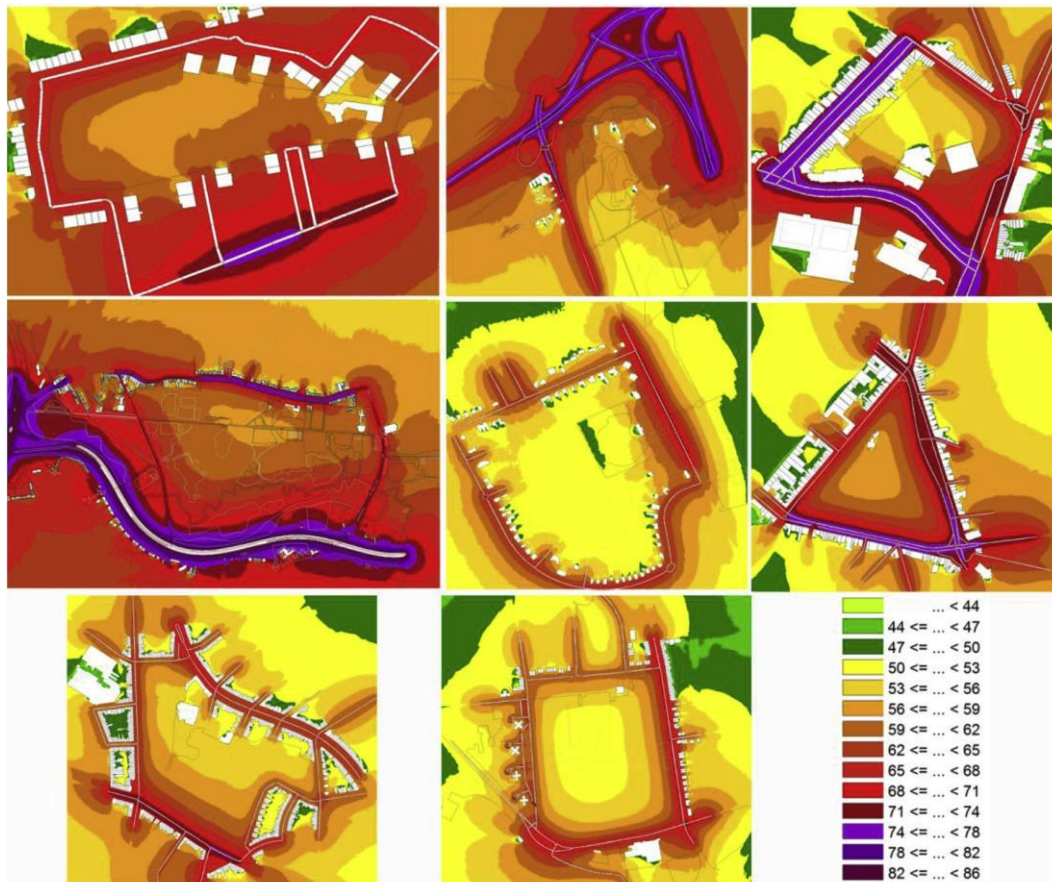 ... < 44
44 <= ... < 47
47 <= ... < 50
50 <= ... < 53
53 <= ... < 56
56 <= ... < 59
59 <= ... < 62
62 <= ... < 65
65 <= ... < 68
68 <= ... < 71
71 <= ... < 74
74 <= ... < 78
78 <= ... < 82
82 <= ... < 86